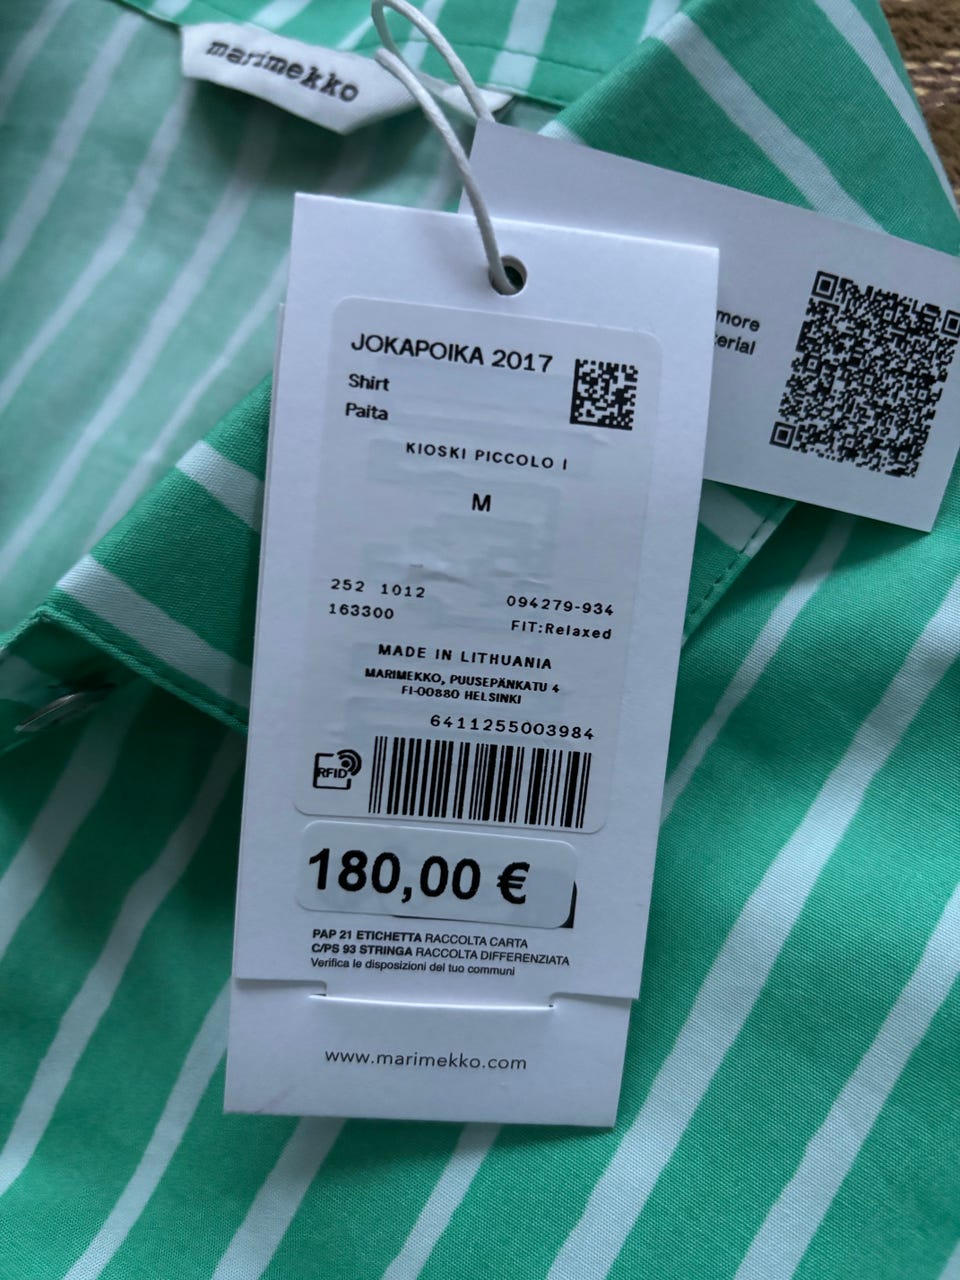 marimekko
more
erial
JOKAPOIKA 2017
Shirt
Paita
KIOSKI PICCOLO I
M
252 1012
094279-934
163300
FIT:Relaxed
MADE IN LITHUANIA
MARIMEKKO, PUUSEPÄNKATU 4
FI-00880 HELSINKI
6411255003984
RFID
180,00 €
PAP 21 ETICHETTA RACCOLTA CARTA
C/PS 93 STRINGA RACCOLTA DIFFERENZIATA
Verifica le disposizioni del tuo communi
www.marimekko.com